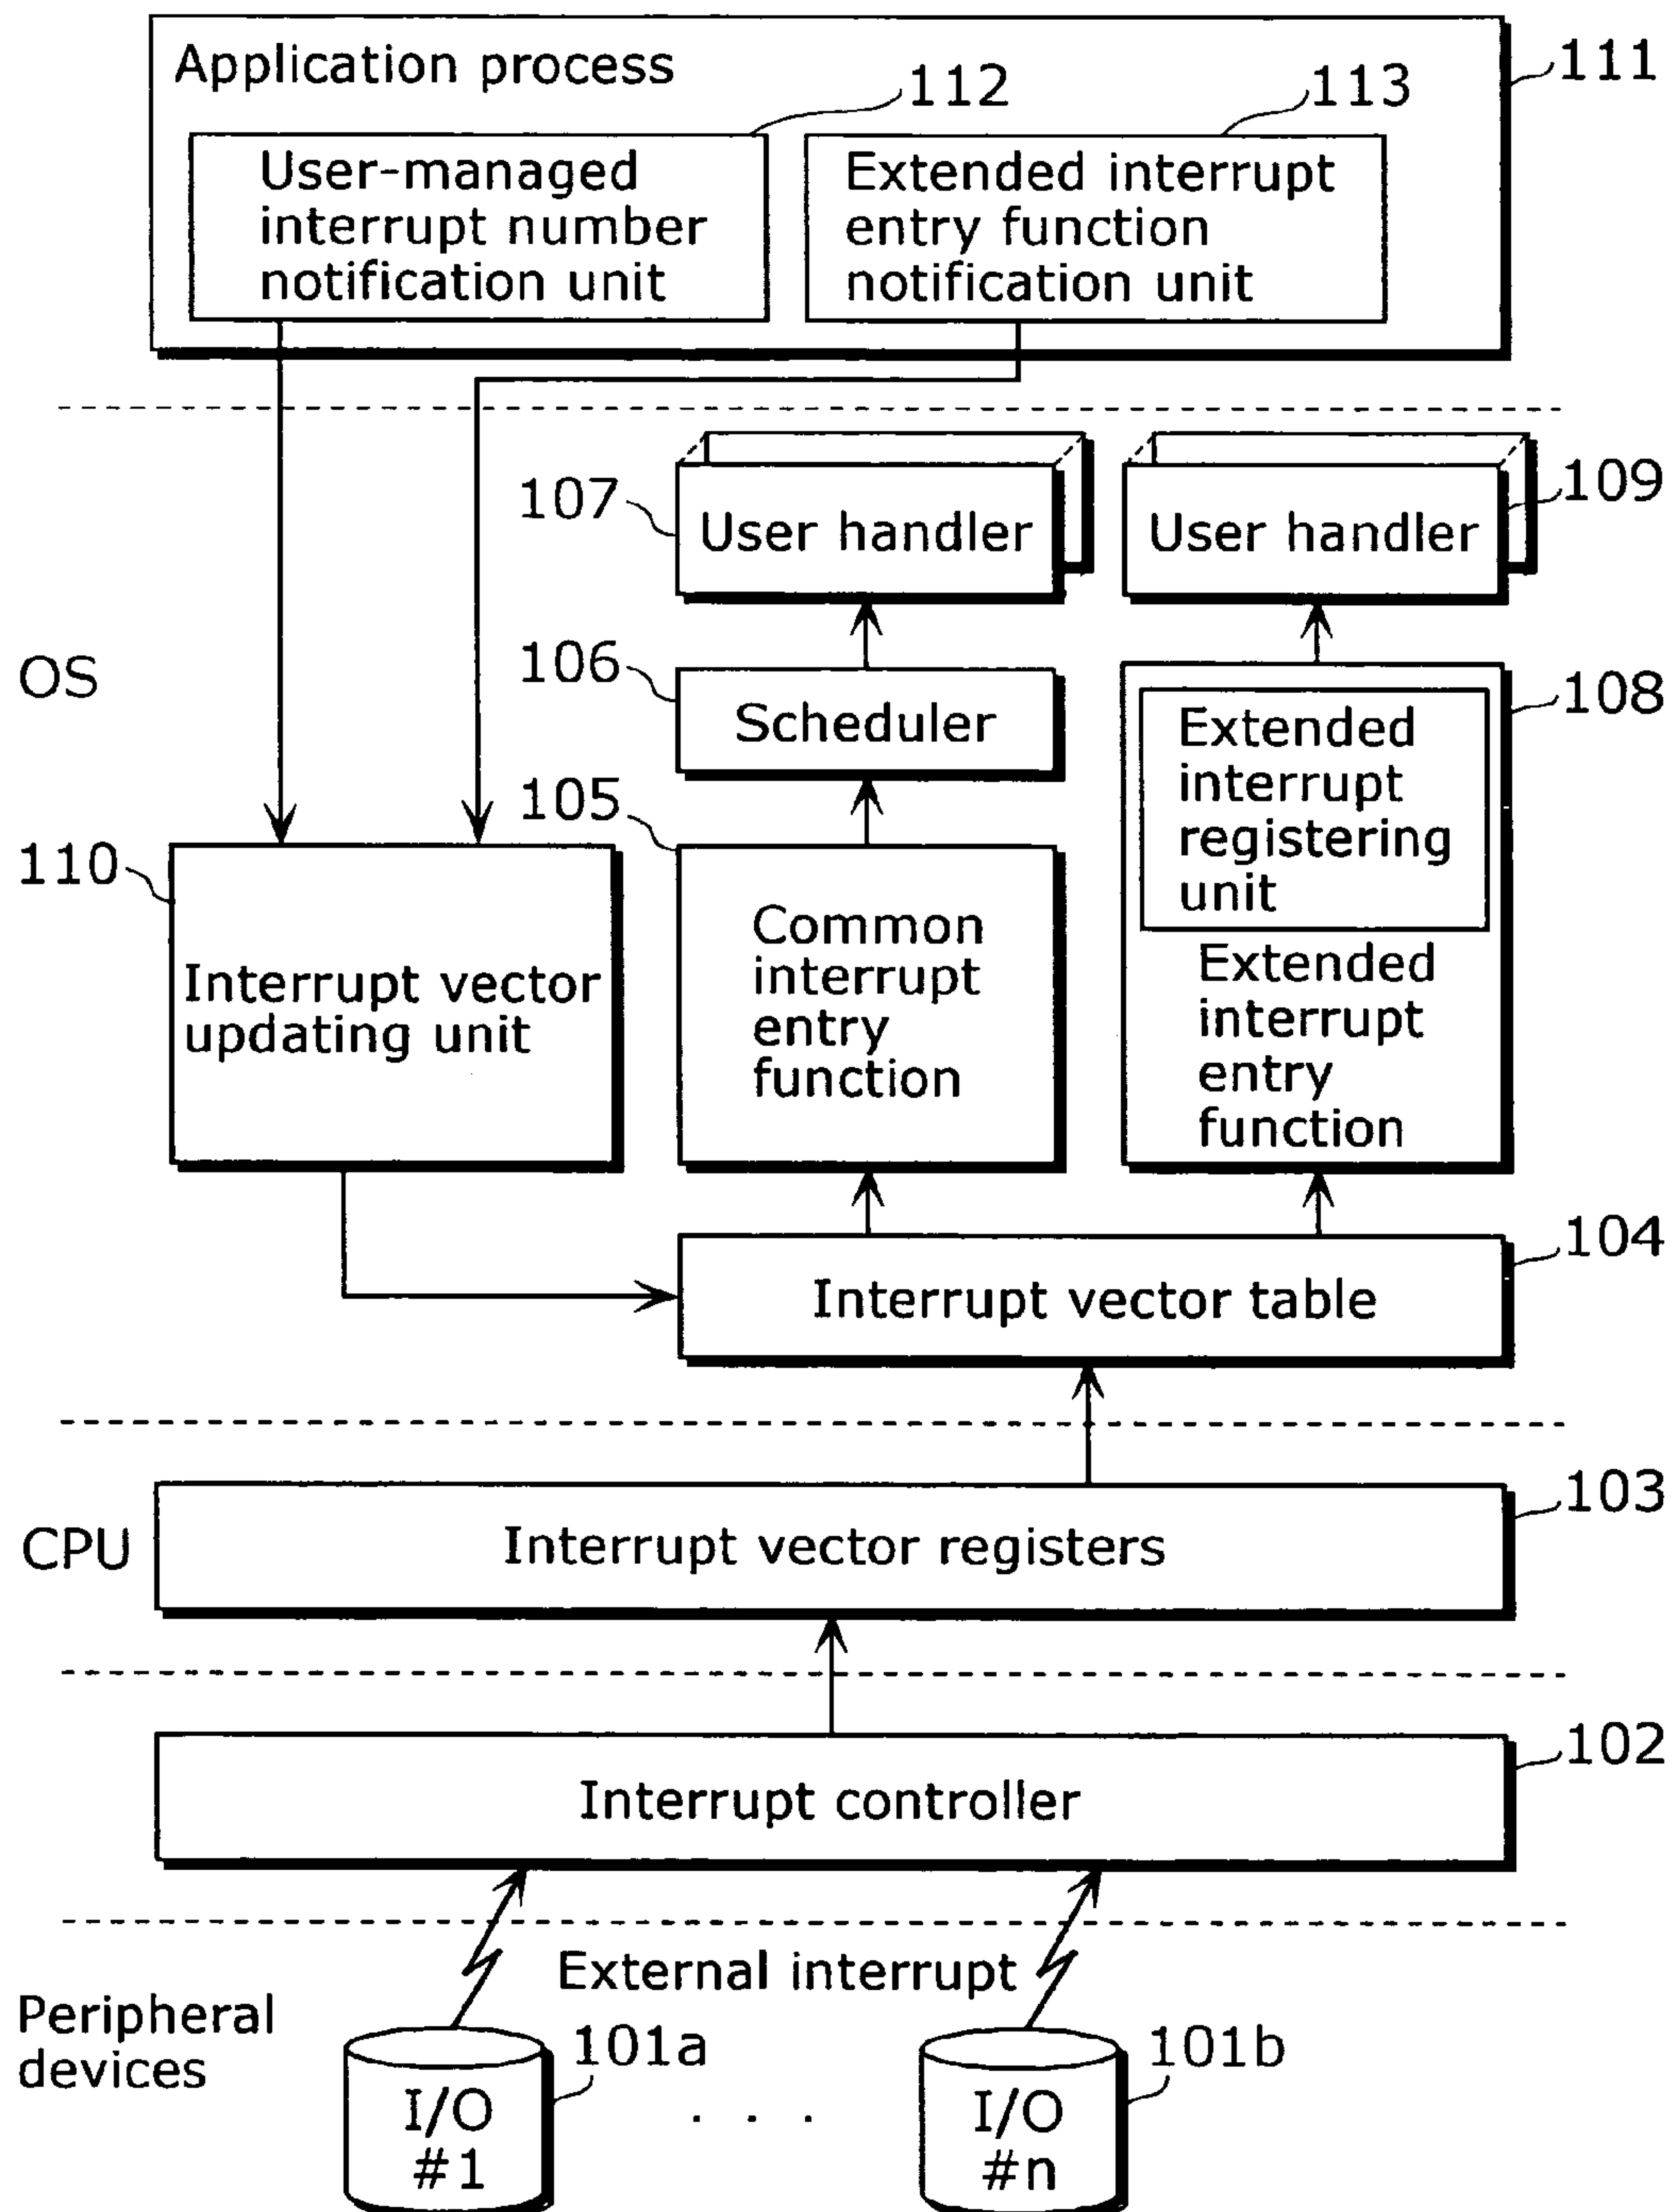 Application process
111
112
113
User-managed
interrupt number
notification unit
Extended interrupt
entry function
notification unit
107
User handler
109
User handler
OS
106
Scheduler
108
Extended
interrupt
registering
unit
Extended
interrupt
entry
function
105
Common
interrupt
entry
function
110
Interrupt vector
updating unit
104
Interrupt vector table
103
CPU
Interrupt vector registers
102
Interrupt controller
External interrupt
Peripheral
devices
101a
I/O
#1
. . .
101b
I/O
#n